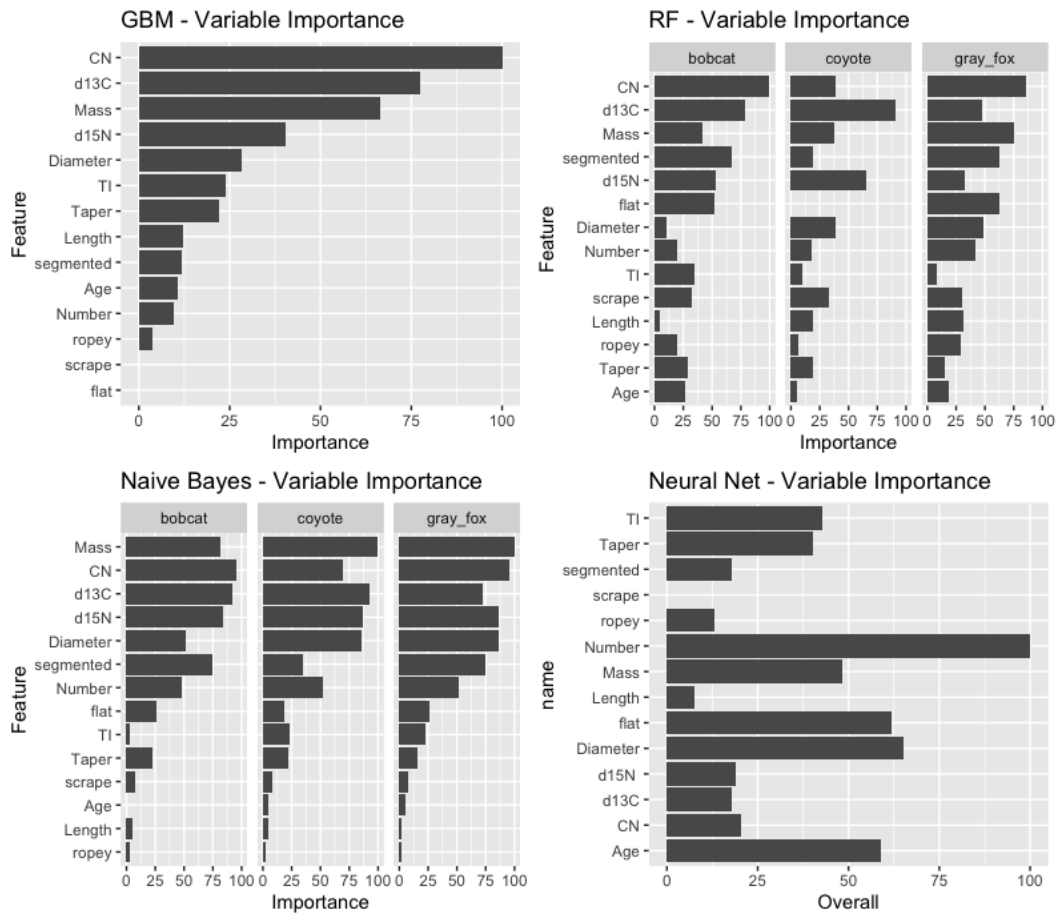 GBM - Variable Importance
Feature
CN
d13C
Mass
d15N
Diameter
TI
Taper
Length
segmented
Age
Number
ropey
scrape
flat
0 25 50 75 100
Importance
RF - Variable Importance
bobcat coyote gray_fox
Feature
CN
d13C
Mass
segmented
d15N
flat
Diameter
Number
TI
scrape
Length
ropey
Taper
Age
0 25 50 75 100 0 25 50 75 100 0 25 50 75 100
Importance
Naive Bayes - Variable Importance
bobcat coyote gray_fox
Feature
Mass
CN
d13C
d15N
Diameter
segmented
Number
flat
TI
Taper
scrape
Age
Length
ropey
0 25 50 75 100 0 25 50 75 100 0 25 50 75 100
Importance
Neural Net - Variable Importance
name
TI
Taper
segmented
scrape
ropey
Number
Mass
Length
flat
Diameter
d15N
d13C
CN
Age
0 25 50 75 100
Overall